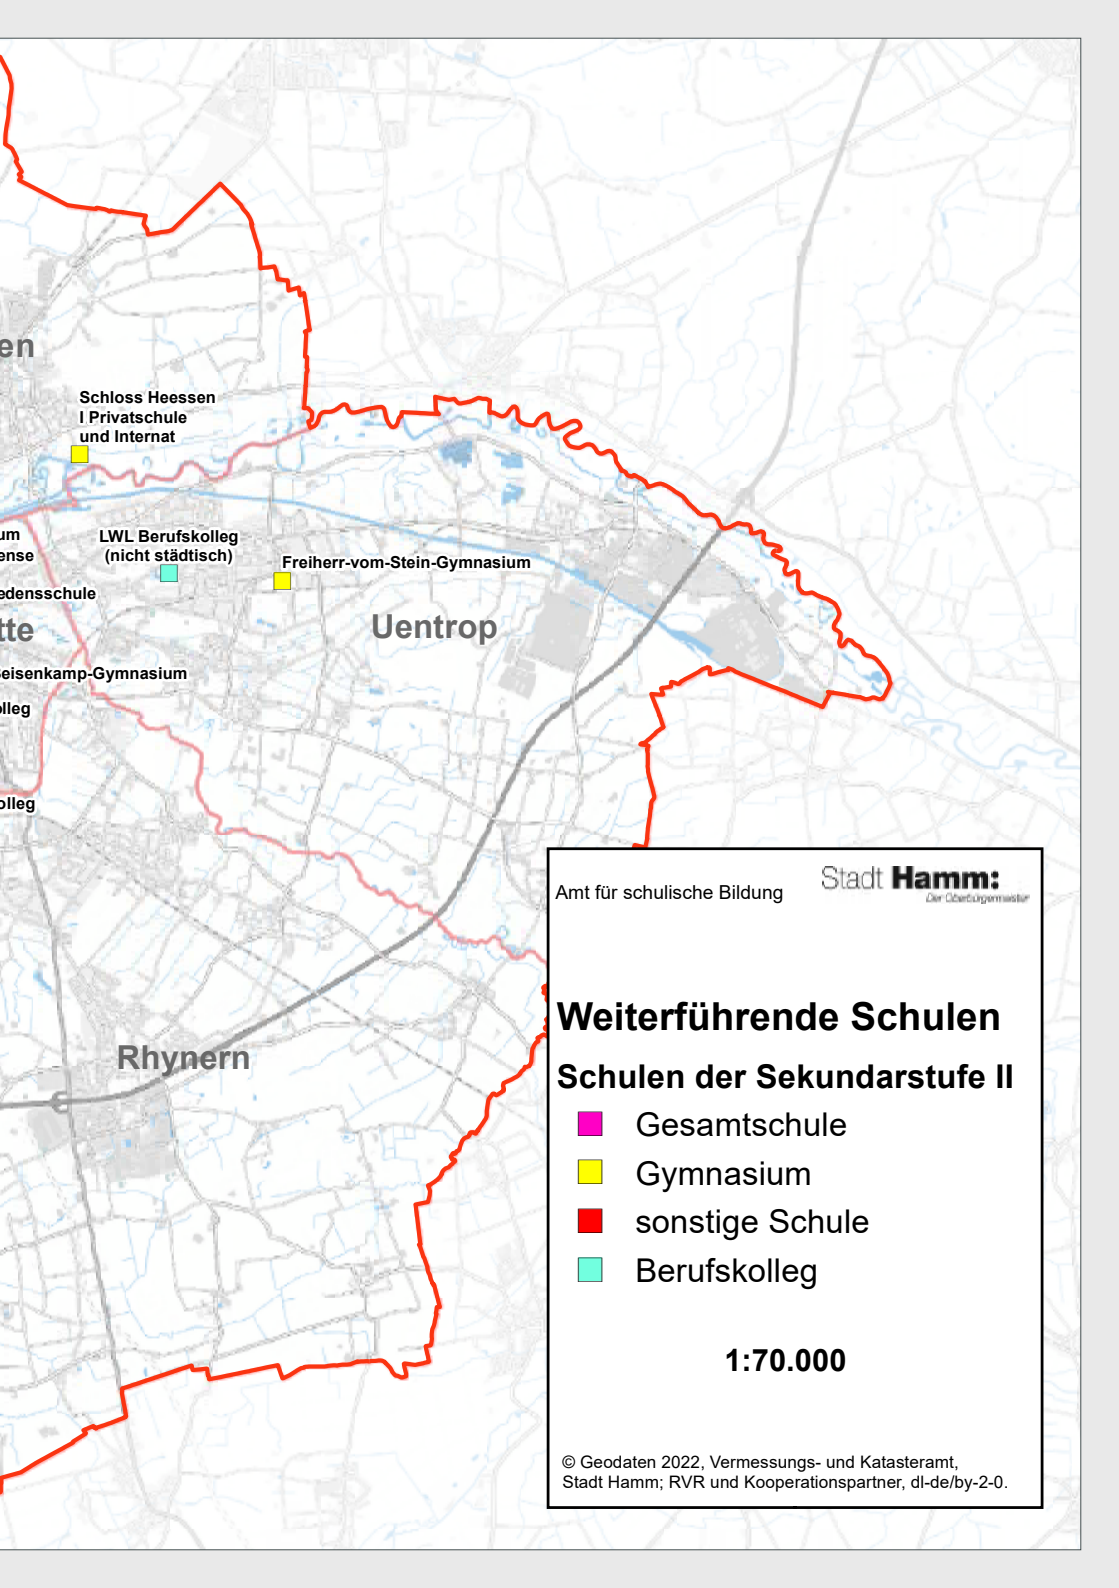 en
Schloss Heessen
I Privatschule
und Internat
um
ense
LWL Berufskolleg
(nicht städtisch)
Freiherr-vom-Stein-Gymnasium
edensschule
tte
Uentrop
eisenkamp-Gymnasium
lleg
olleg
Rhynern
Amt für schulische Bildung
Stadt Hamm:
Der Oberbürgermeister
Weiterführende Schulen
Schulen der Sekundarstufe II
Gesamtschule
Gymnasium
sonstige Schule
Berufskolleg
1:70.000
© Geodaten 2022, Vermessungs- und Katasteramt,
Stadt Hamm; RVR und Kooperationspartner, dl-de/by-2-0.